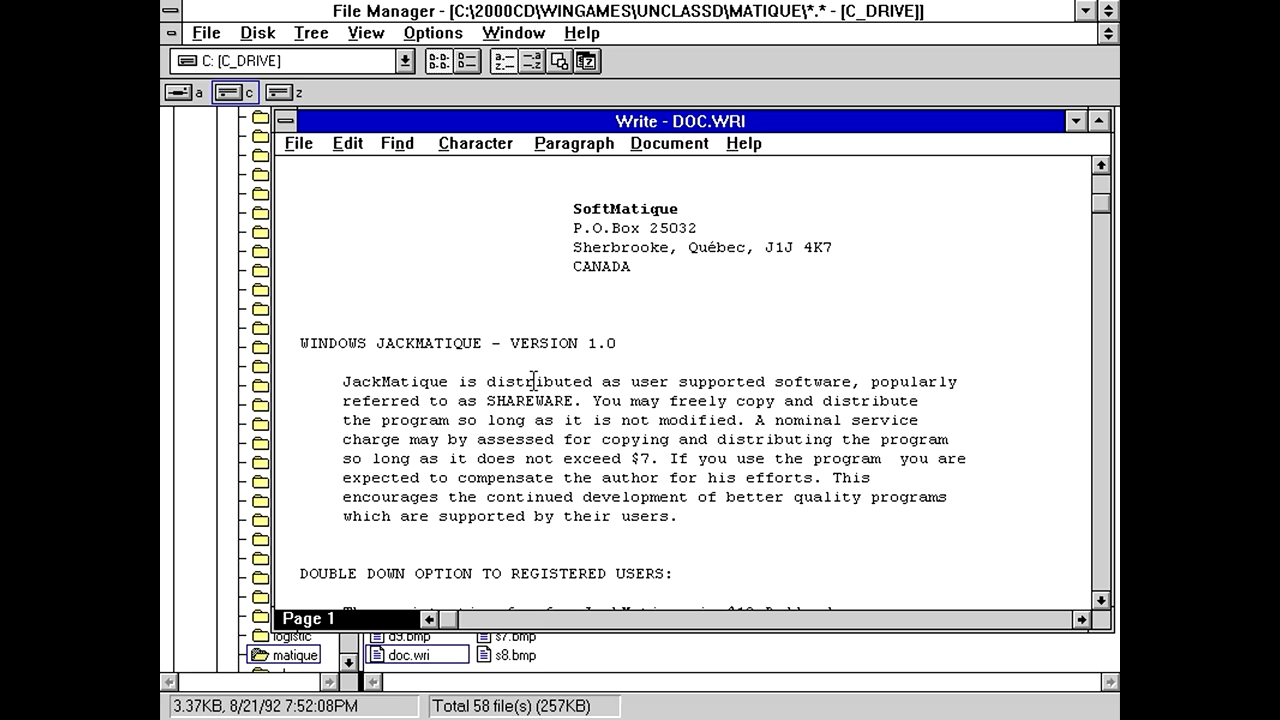 File Manager - [C:\2000CD\WINGAMES\UNCLASSD\MATIQUE\*.* - [C_DRIVE]]
File Disk Tree View Options Window Help
C: [C_DRIVE]
a c z
Write - DOC.WRI
File Edit Find Character Paragraph Document Help
SoftMatique
P.O.Box 25032
Sherbrooke, Québec, J1J 4K7
CANADA
WINDOWS JACKMATIQUE - VERSION 1.0
JackMatique is distributed as user supported software, popularly
referred to as SHAREWARE. You may freely copy and distribute
the program so long as it is not modified. A nominal service
charge may by assessed for copying and distributing the program
so long as it does not exceed $7. If you use the program  you are
expected to compensate the author for his efforts. This
encourages the continued development of better quality programs
which are supported by their users.
DOUBLE DOWN OPTION TO REGISTERED USERS:
Page 1
logistic d9.bmp s7.bmp
matique doc.wri s8.bmp
3.37KB, 8/21/92 7:52:08PM Total 58 file(s) (257KB)